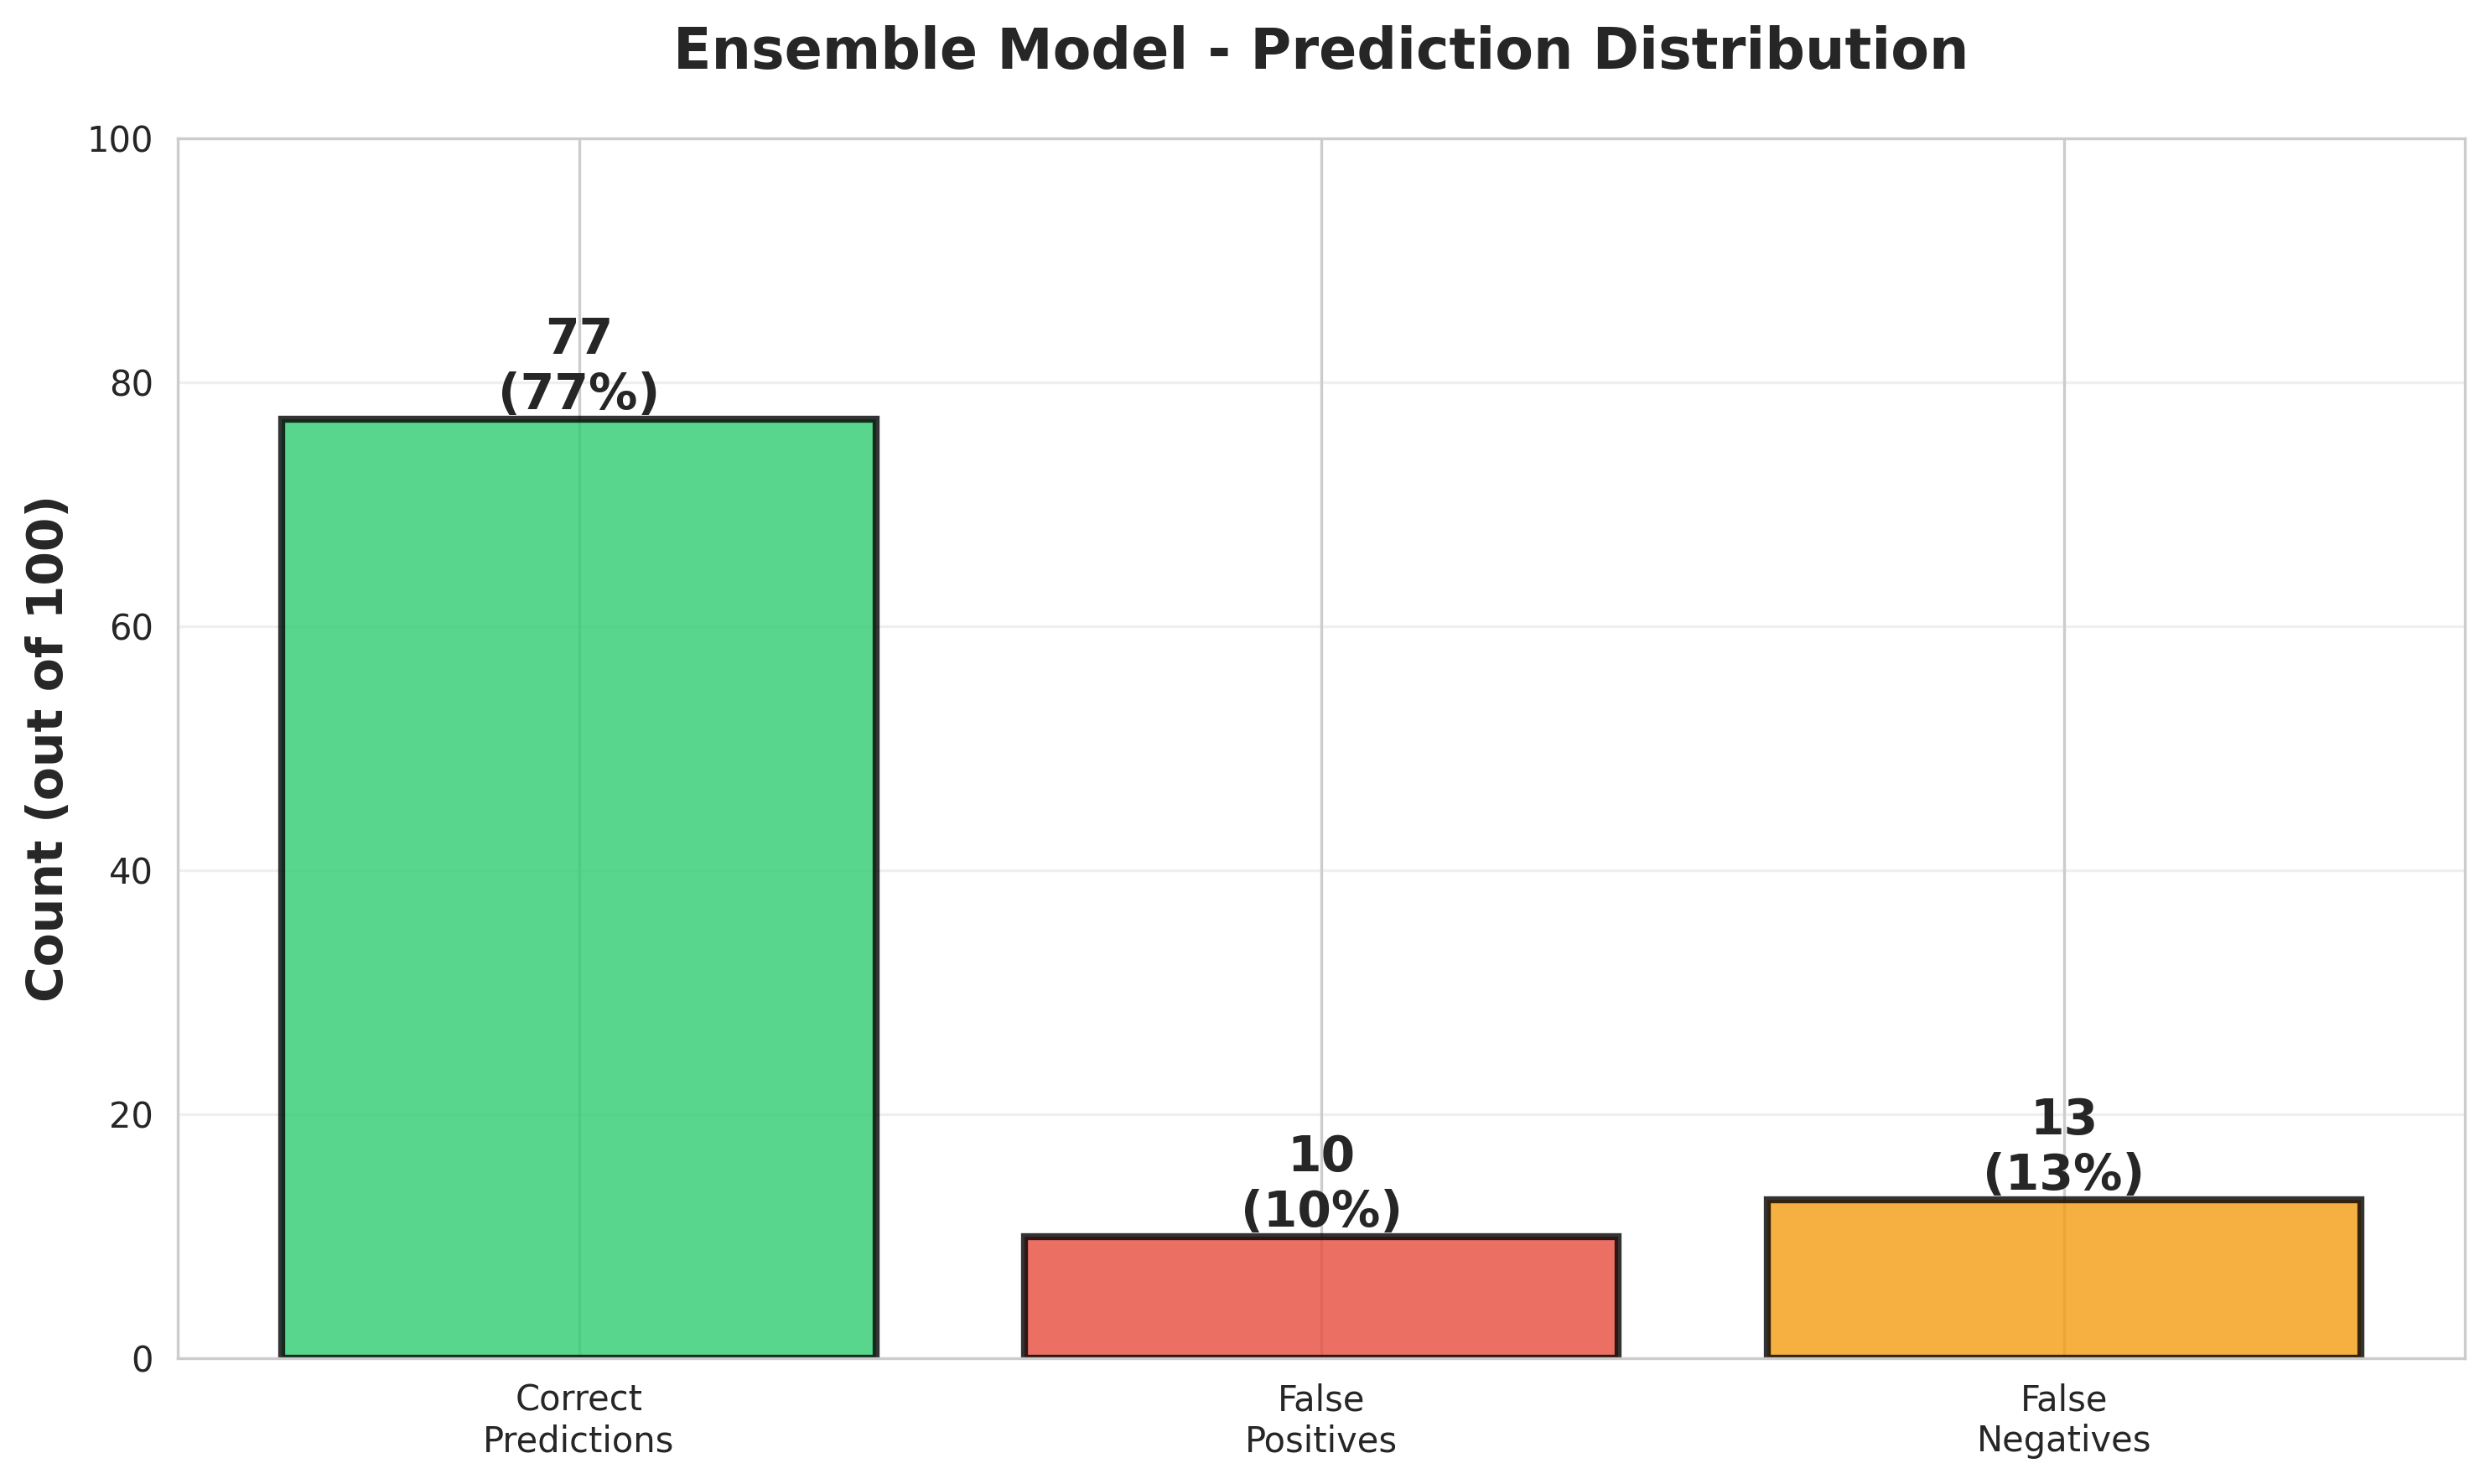 Ensemble Model - Prediction Distribution
Count (out of 100)
100
80
60
40
20
0
77
(77%)
10
(10%)
13
(13%)
Correct
Predictions
False
Positives
False
Negatives